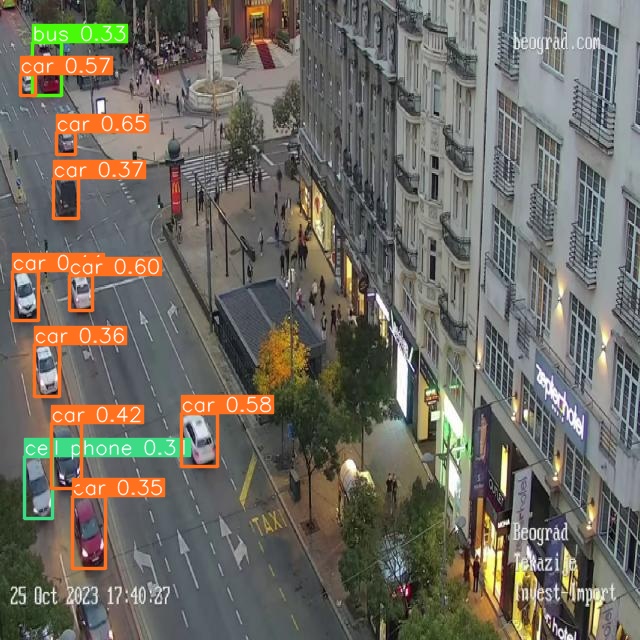 bus 0.33
beograd.com
car 0.57
car 0.65
car 0.37
car 0.60
car 0.36
car 0.58
car 0.42
cell phone 0.3
car 0.35
zepterhotel
TAXI
Beograd
Terazije
Invest-Import
25 Oct 2023 17:40:27